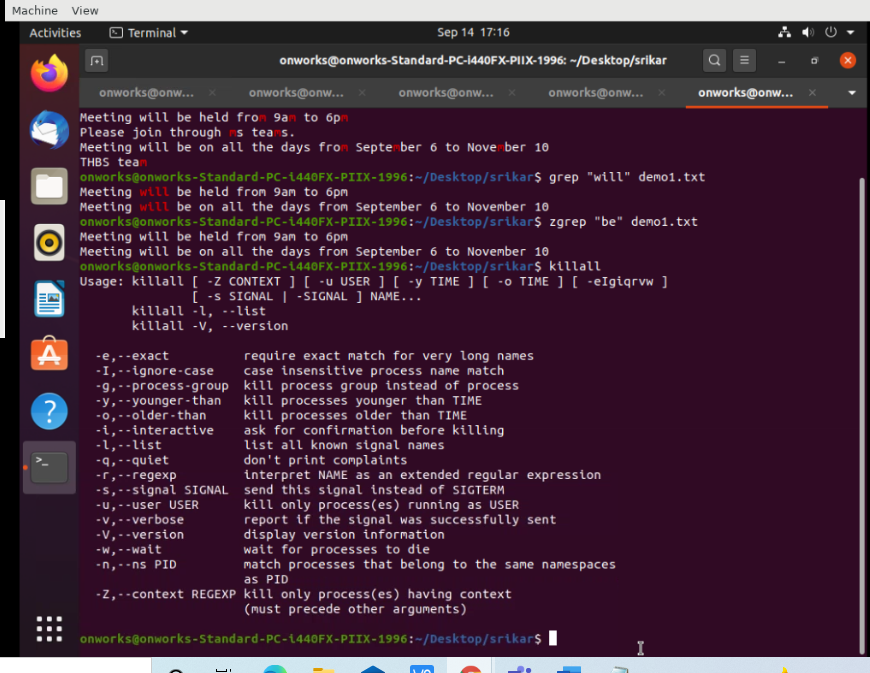 Machine View
Activities Terminal Sep 14 17:16
onworks@onworks-Standard-PC-i440FX-PIIX-1996: ~/Desktop/srikar
onworks@onw... × onworks@onw... × onworks@onw... × onworks@onw... × onworks@onw... ×
Meeting will be held from 9am to 6pm
Please join through ms teams.
Meeting will be on all the days from September 6 to November 10
THBS team
onworks@onworks-Standard-PC-i440FX-PIIX-1996:~/Desktop/srikar$ grep "will" demo1.txt
Meeting will be held from 9am to 6pm
Meeting will be on all the days from September 6 to November 10
onworks@onworks-Standard-PC-i440FX-PIIX-1996:~/Desktop/srikar$ zgrep "be" demo1.txt
Meeting will be held from 9am to 6pm
Meeting will be on all the days from September 6 to November 10
onworks@onworks-Standard-PC-i440FX-PIIX-1996:~/Desktop/srikar$ killall
Usage: killall [ -Z CONTEXT ] [ -u USER ] [ -y TIME ] [ -o TIME ] [ -eIgiqrvw ]
[ -s SIGNAL | -SIGNAL ] NAME...
killall -l, --list
killall -V, --version
-e,--exact require exact match for very long names
-I,--ignore-case case insensitive process name match
-g,--process-group kill process group instead of process
-y,--younger-than kill processes younger than TIME
-o,--older-than kill processes older than TIME
-i,--interactive ask for confirmation before killing
-l,--list list all known signal names
-q,--quiet don't print complaints
-r,--regexp interpret NAME as an extended regular expression
-s,--signal SIGNAL send this signal instead of SIGTERM
-u,--user USER kill only process(es) running as USER
-v,--verbose report if the signal was successfully sent
-V,--version display version information
-w,--wait wait for processes to die
-n,--ns PID match processes that belong to the same namespaces
as PID
-Z,--context REGEXP kill only process(es) having context
(must precede other arguments)
onworks@onworks-Standard-PC-i440FX-PIIX-1996:~/Desktop/srikar$